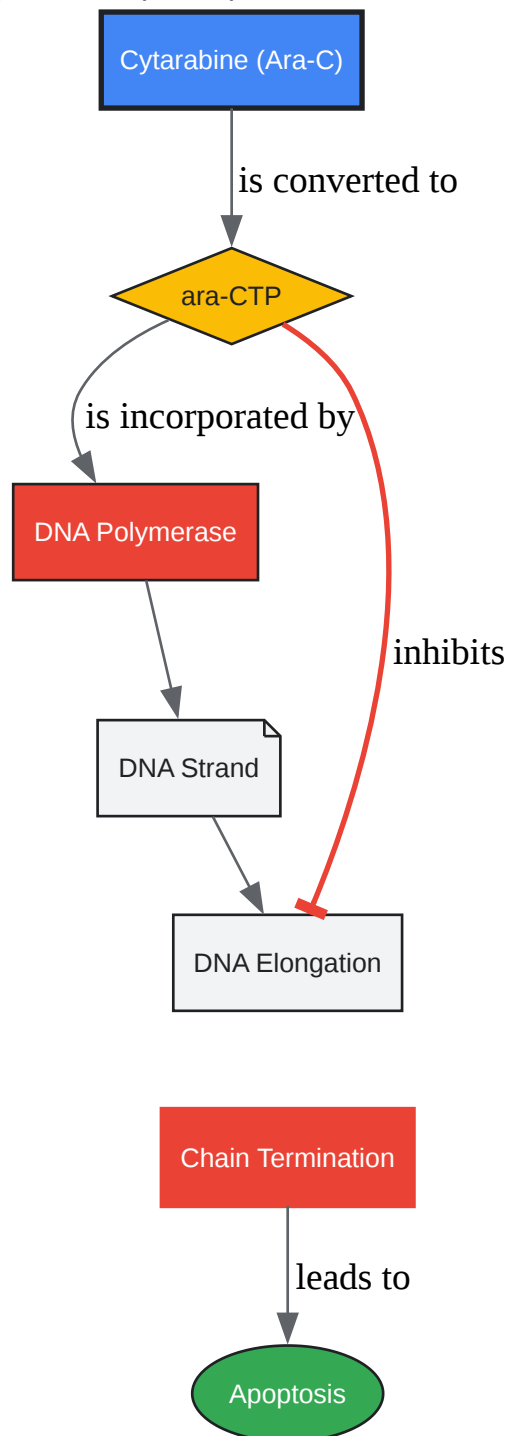 Cytarabine (Ara-C)
is converted to
ara-CTP
is incorporated by
DNA Polymerase
inhibits
DNA Strand
DNA Elongation
Chain Termination
leads to
Apoptosis